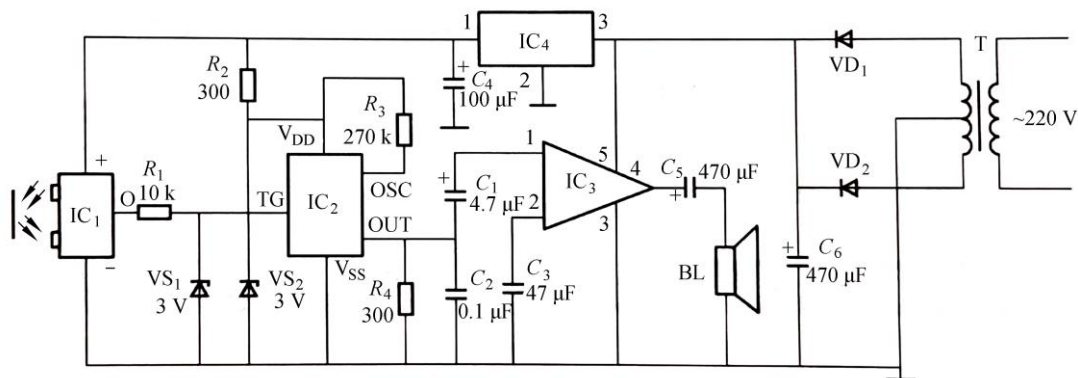 1
IC4
3
T
R2
300
+
C4
100 μF
2
VD1
R3
270 k
~220 V
VDD
1
5
4
C5
470 μF
+
R1
10 k
+
IC1
O
TG
IC2
OSC
OUT
+
C1
4.7 μF
IC3
2
3
+
VD2
−
VSS
VS1
3 V
VS2
3 V
R4
300
C2
0.1 μF
C3
47 μF
BL
+
C6
470 μF